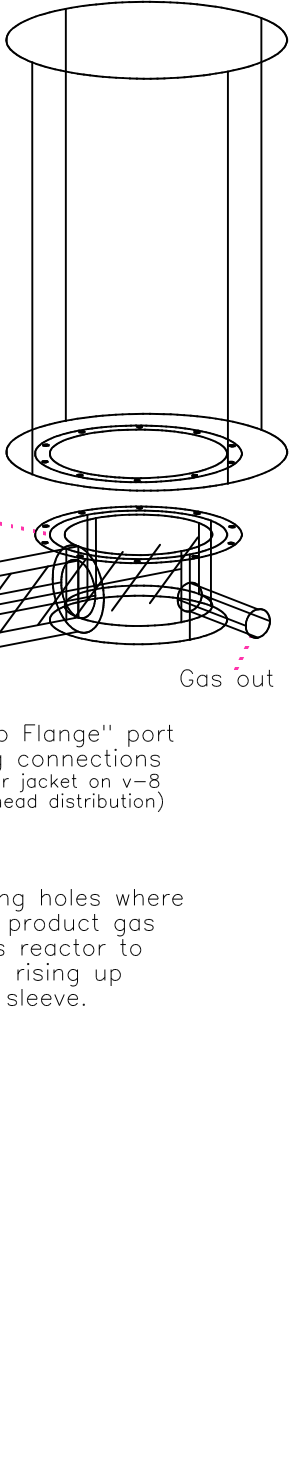 Gas out
o Flange" port
g connections
r jacket on v-8
head distribution)
ng holes where
product gas
s reactor to
rising up
sleeve.